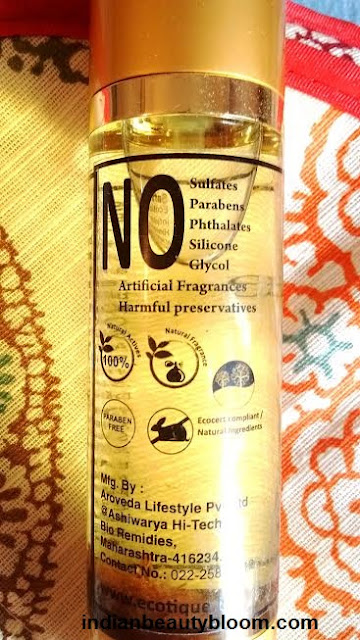 NO
Sulfates
Parabens
Phthalates
Silicone
Glycol
Artificial Fragrances
Harmful preservatives
Natural Actives
100%
Natural Fragrance
PARABEN
FREE
Ecocert compliant /
Natural Ingredients
Mfg. By :
Aroveda Lifestyle Pvt Ltd
@Ashiwarya Hi-Tech
Bio Remidies,
Maharashtra-416234.
Contact No.: 022-258
www.ecotique.
indianbeautybloom.com